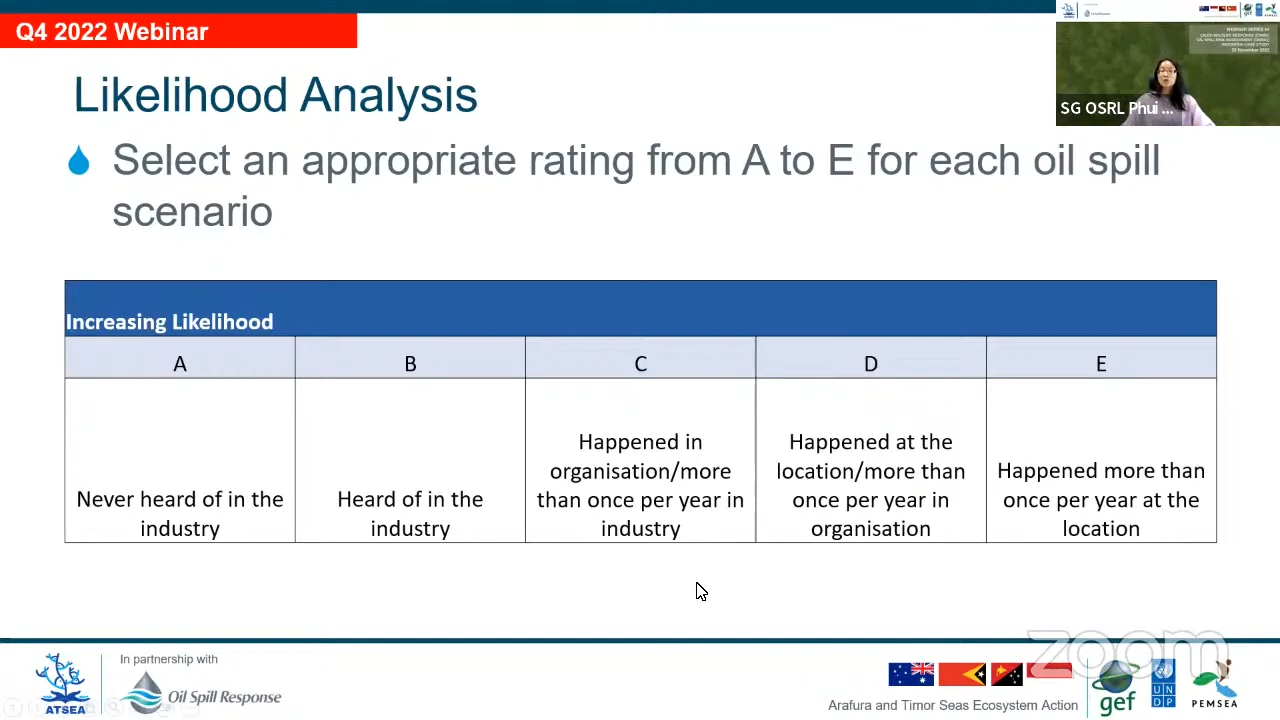 Q4 2022 Webinar
Likelihood Analysis
Select an appropriate rating from A to E for each oil spill
scenario
SG OSRL Phui ...
Increasing Likelihood
A
B
C
D
E
Never heard of in the
industry
Heard of in the
industry
Happened in
organisation/more
than once per year in
industry
Happened at the
location/more than
once per year in
organisation
Happened more than
once per year at the
location
zoom
ATSEA
In partnership with
Oil Spill Response
Arafura and Timor Seas Ecosystem Action
gef
U N
D P
PEMSEA